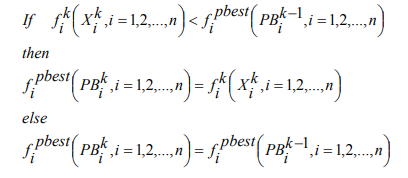 If f_i^k(X_i^k, i = 1,2,...,n) < f_i^pbest(PB_i^{k-1}, i = 1,2,...,n)
then
f_i^pbest(PB_i^k, i = 1,2,...,n) = f_i^k(X_i^k, i = 1,2,...,n)
else
f_i^pbest(PB_i^k, i = 1,2,...,n) = f_i^pbest(PB_i^{k-1}, i = 1,2,...,n)